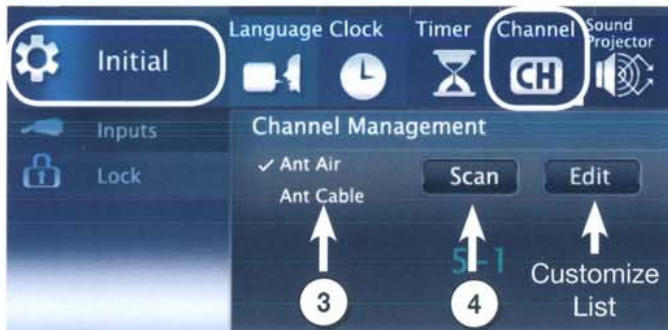 Initial
Language Clock Timer Channel Sound Projector
CH
Inputs
Lock
Channel Management
✓ Ant Air
Ant Cable
Scan
Edit
5-1
3
4
Customize
List